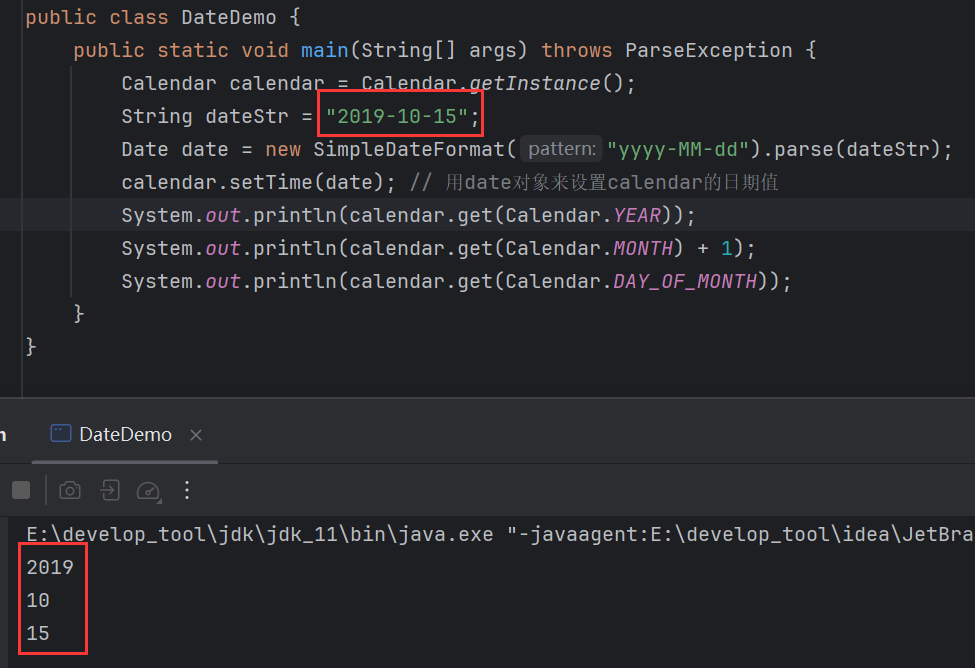 public class DateDemo {
public static void main(String[] args) throws ParseException {
Calendar calendar = Calendar.getInstance();
String dateStr = "2019-10-15";
Date date = new SimpleDateFormat( pattern: "yyyy-MM-dd").parse(dateStr);
calendar.setTime(date); // 用date对象来设置calendar的日期值
System.out.println(calendar.get(Calendar.YEAR));
System.out.println(calendar.get(Calendar.MONTH) + 1);
System.out.println(calendar.get(Calendar.DAY_OF_MONTH));
}
}
DateDemo
E:\develop_tool\jdk\jdk_11\bin\java.exe "-javaagent:E:\develop_tool\idea\JetBra
2019
10
15